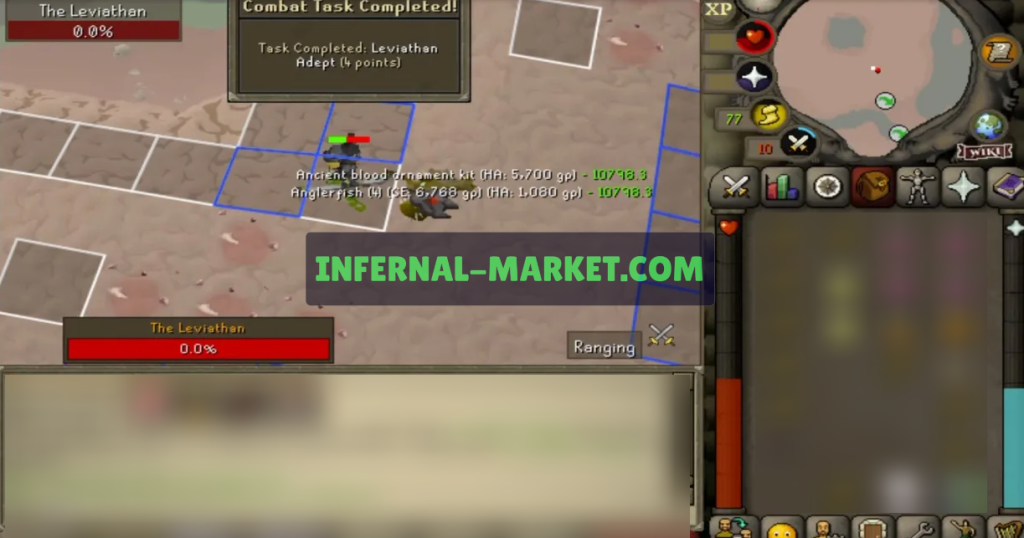 The Leviathan
0.0%
Combat Task Completed!
Task Completed: Leviathan
Adept (4 points)
XP
77
10
WIKI
Ancient blood ornament kit (HA: 5,700 gp) - 10798.3
Anglerfish (4) (GE: 6,768 gp) (HA: 1,080 gp) - 10798.3
INFERNAL-MARKET.COM
The Leviathan
0.0%
Ranging